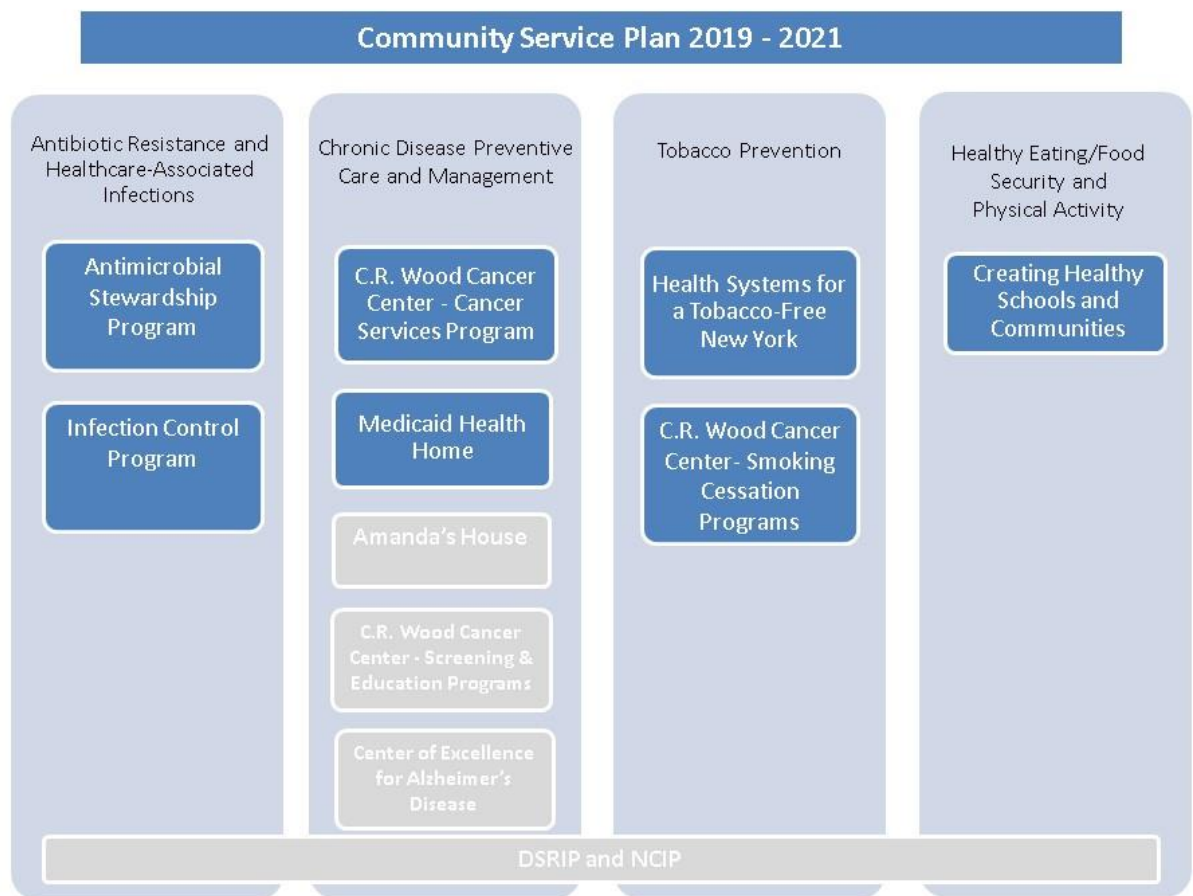 Community Service Plan 2019 - 2021
Antibiotic Resistance and
Healthcare-Associated
Infections
Antimicrobial
Stewardship
Program
Infection Control
Program
Chronic Disease Preventive
Care and Management
C.R. Wood Cancer
Center - Cancer
Services Program
Medicaid Health
Home
Amanda’s House
C.R. Wood Cancer
Center - Screening &
Education Programs
Center of Excellence
for Alzheimer’s
Disease
Tobacco Prevention
Health Systems for
a Tobacco-Free
New York
C.R. Wood Cancer
Center- Smoking
Cessation
Programs
Healthy Eating/Food
Security and
Physical Activity
Creating Healthy
Schools and
Communities
DSRIP and NCIP